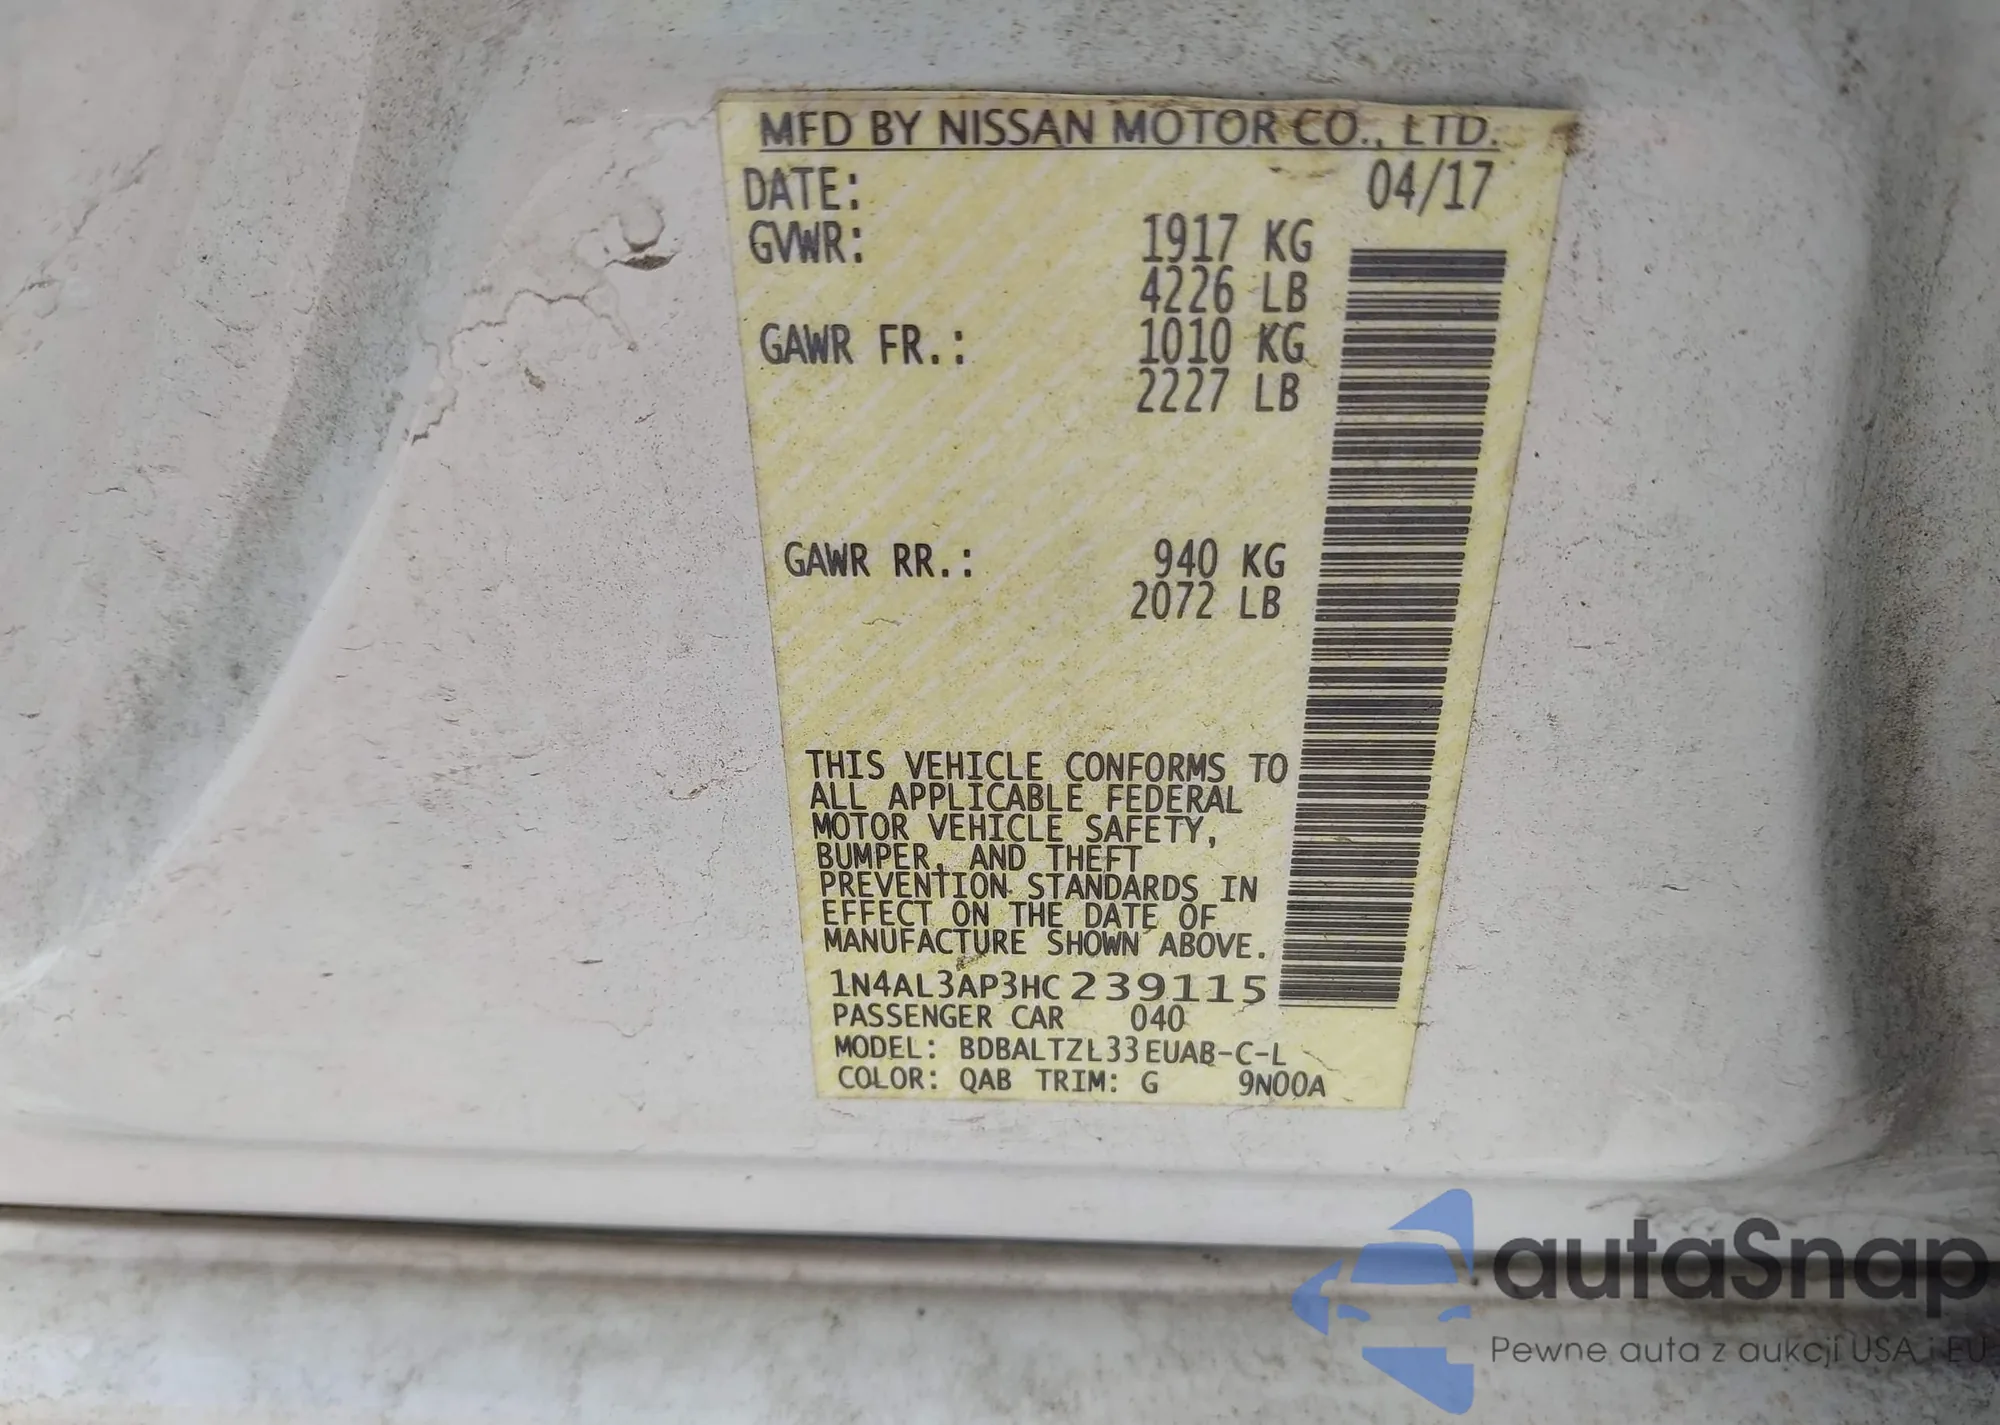 MFD BY NISSAN MOTOR CO., LTD.
DATE: 04/17
GVWR: 1917 KG
4226 LB
GAWR FR.: 1010 KG
2227 LB
GAWR RR.: 940 KG
2072 LB
THIS VEHICLE CONFORMS TO
ALL APPLICABLE FEDERAL
MOTOR VEHICLE SAFETY,
BUMPER, AND THEFT
PREVENTION STANDARDS IN
EFFECT ON THE DATE OF
MANUFACTURE SHOWN ABOVE.
1N4AL3AP3HC239115
PASSENGER CAR 040
MODEL: BDBALTZL33EUAB-C-L
COLOR: QAB TRIM: G 9N00A
autaSnap
Pewne auta z aukcji USA i EU